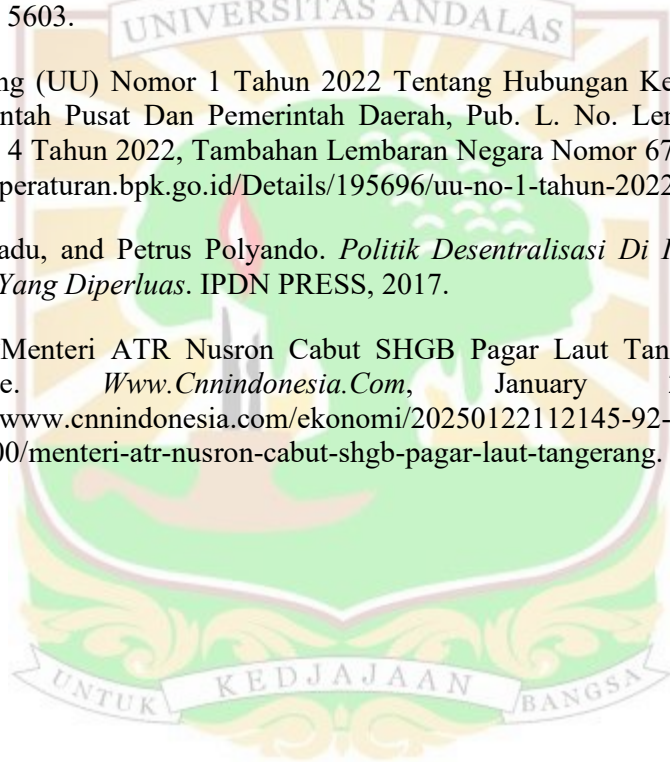 5603.
UNIVERSITAS ANDALAS
ng (UU) Nomor 1 Tahun 2022 Tentang Hubungan Ke
ntah Pusat Dan Pemerintah Daerah, Pub. L. No. Len
4 Tahun 2022, Tambahan Lembaran Negara Nomor 67
peraturan.bpk.go.id/Details/195696/uu-no-1-tahun-2022
adu, and Petrus Polyando. Politik Desentralisasi Di I
Yang Diperluas. IPDN PRESS, 2017.
Menteri ATR Nusron Cabut SHGB Pagar Laut Tan
e. Www.Cnnindonesia.Com, January
www.cnnindonesia.com/ekonomi/20250122112145-92-
00/menteri-atr-nusron-cabut-shgb-pagar-laut-tangerang.
UNTUK KEDJAJAAN BANGSA